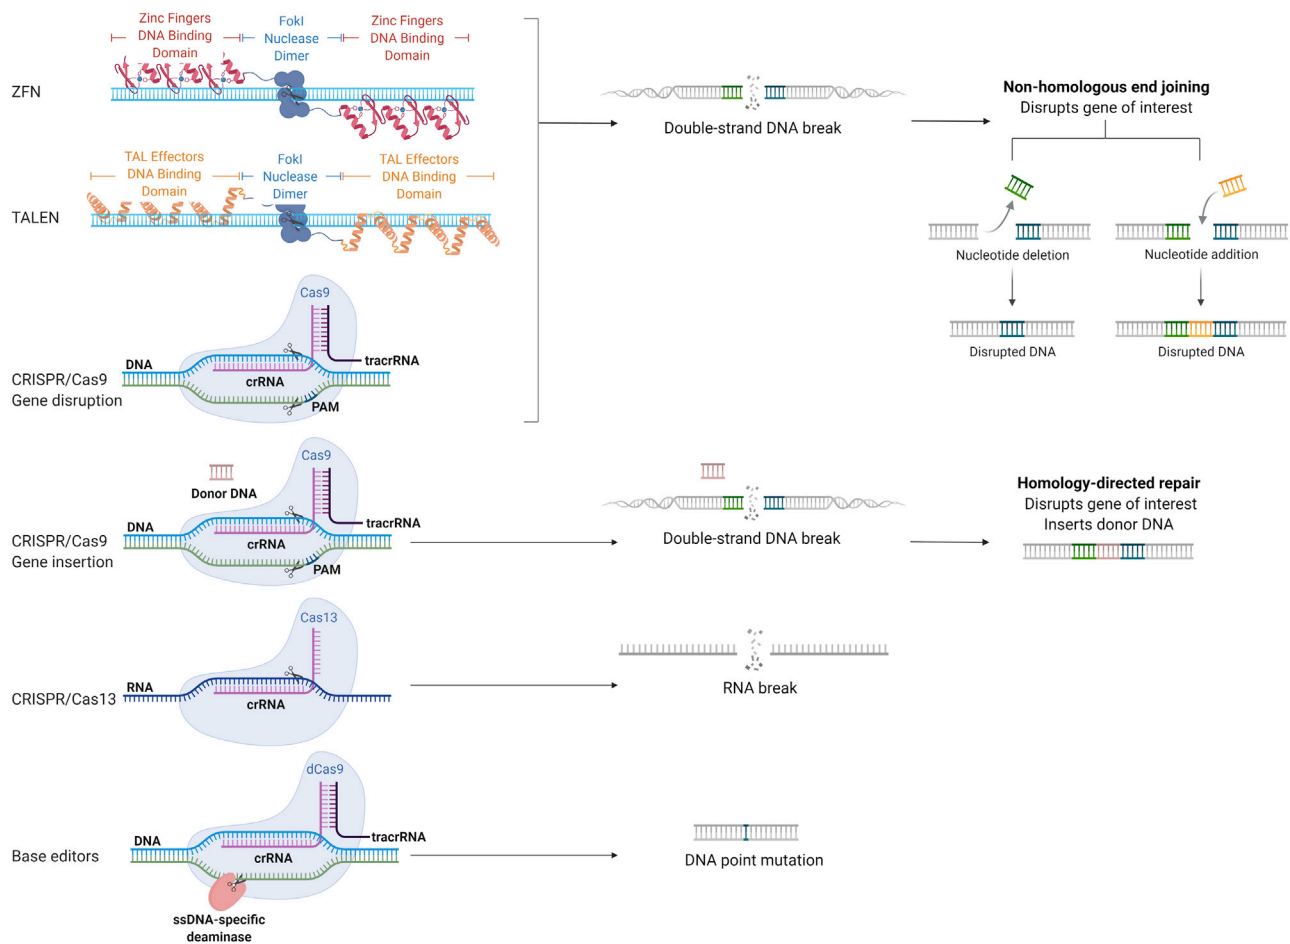 Zinc Fingers
DNA Binding
Domain
FokI
Nuclease
Dimer
Zinc Fingers
DNA Binding
Domain
ZFN
TAL Effectors
DNA Binding
Domain
FokI
Nuclease
Dimer
TAL Effectors
DNA Binding
Domain
TALEN
Double-strand DNA break
Non-homologous end joining
Disrupts gene of interest
Nucleotide deletion
Nucleotide addition
Disrupted DNA
Disrupted DNA
Cas9
DNA
tracrRNA
crRNA
PAM
CRISPR/Cas9
Gene disruption
Cas9
Donor DNA
DNA
tracrRNA
crRNA
PAM
CRISPR/Cas9
Gene insertion
Double-strand DNA break
Homology-directed repair
Disrupts gene of interest
Inserts donor DNA
Cas13
RNA
crRNA
CRISPR/Cas13
RNA break
dCas9
DNA
tracrRNA
crRNA
Base editors
ssDNA-specific
deaminase
DNA point mutation